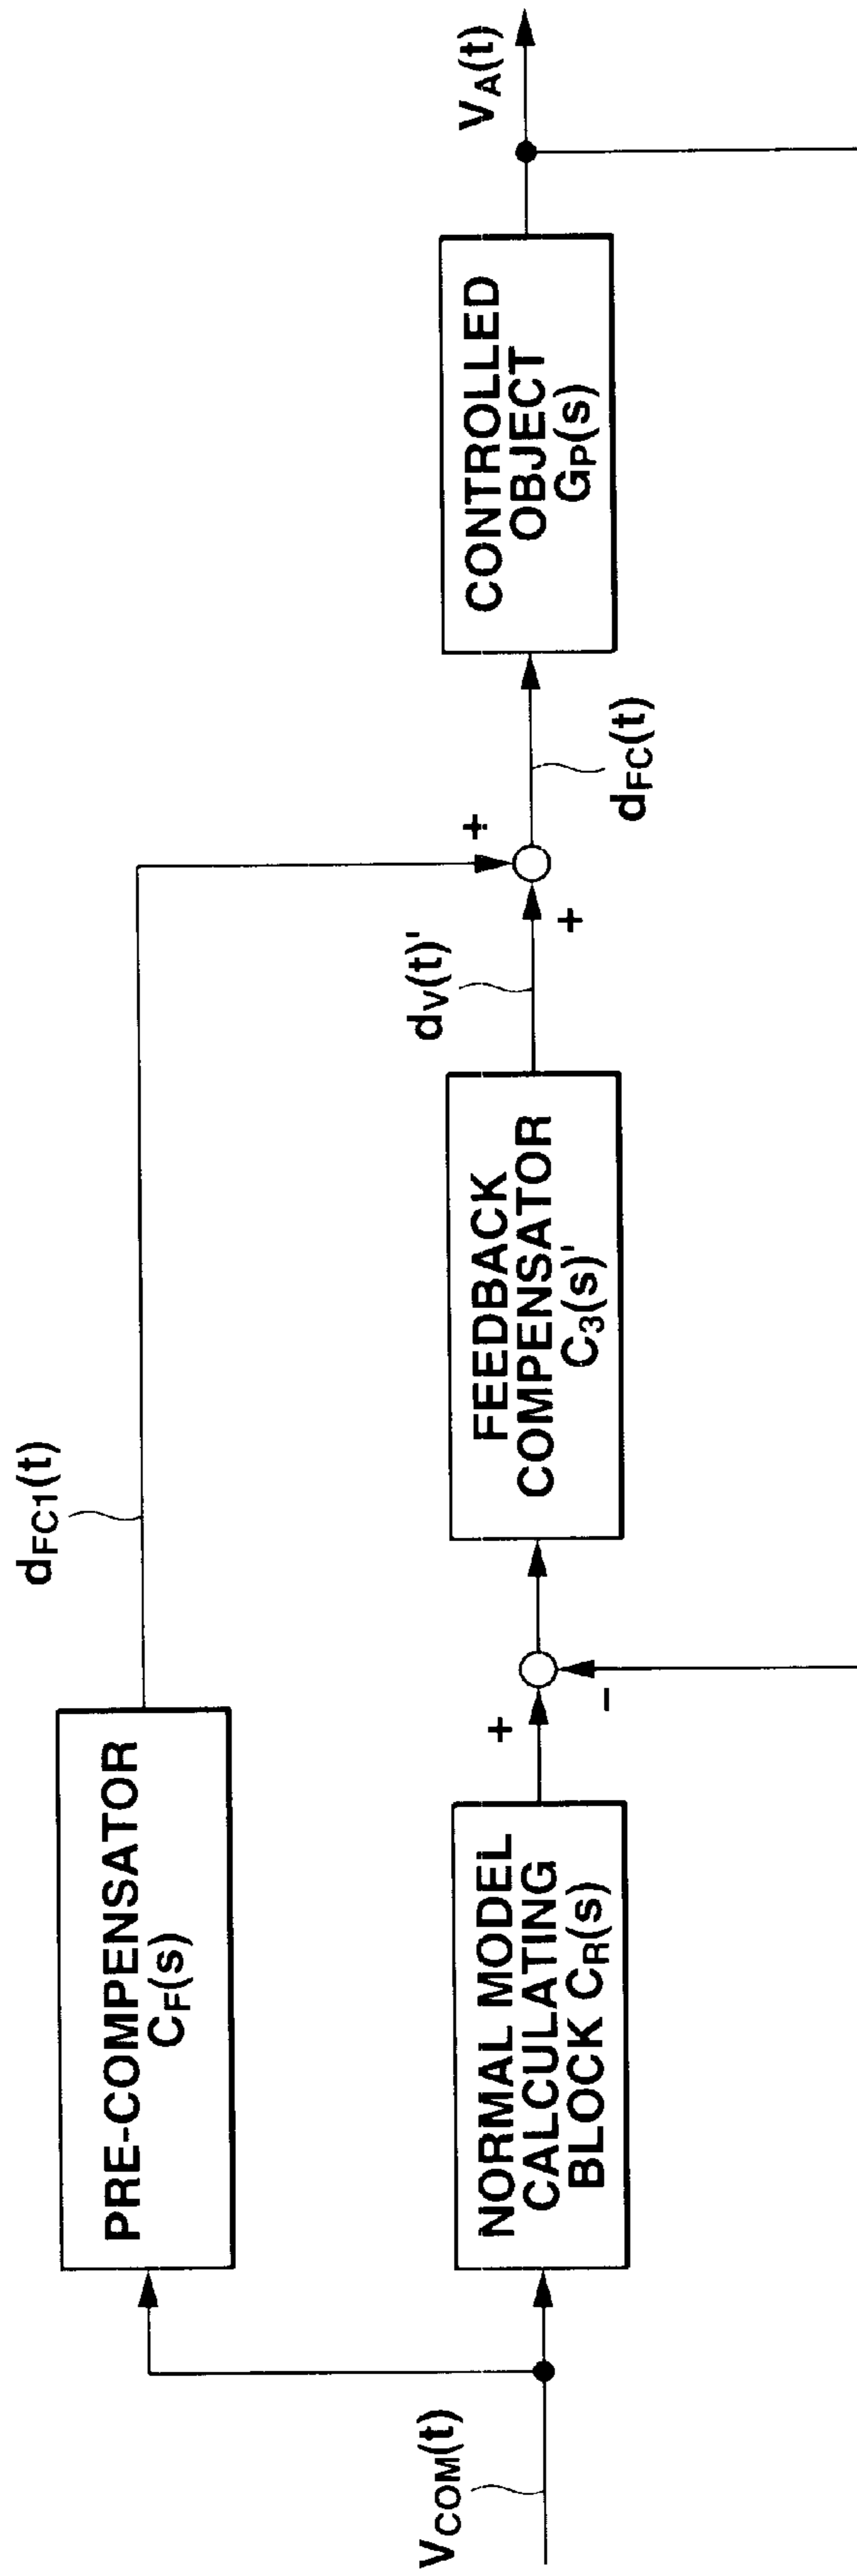 dFC1(t)
PRE-COMPENSATOR
CF(s)
VCOM(t)
NORMAL MODEL
CALCULATING
BLOCK CR(s)
+
-
FEEDBACK
COMPENSATOR
C3(s)'
dV(t)'
+
+
dFC(t)
CONTROLLED
OBJECT
GP(s)
VA(t)